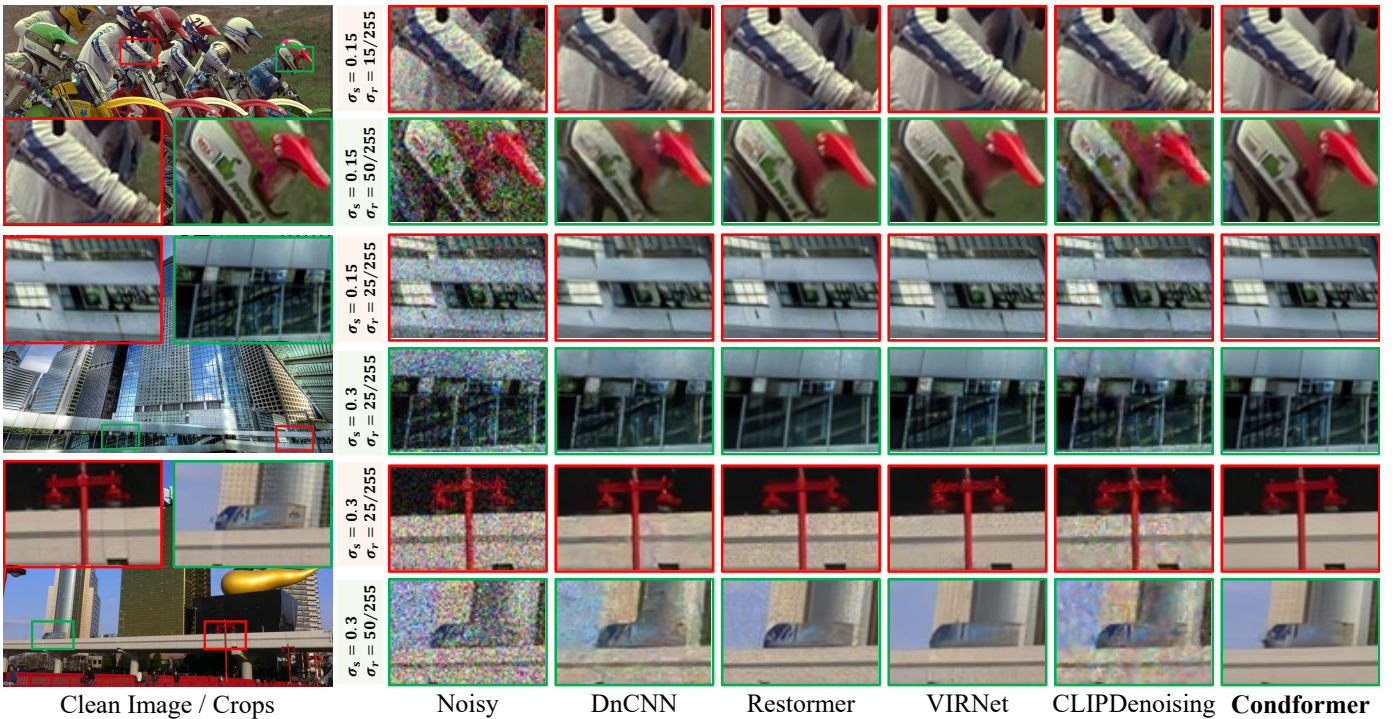 σs = 0.15
σr = 15/255
σs = 0.15
σr = 50/255
σs = 0.15
σr = 25/255
σs = 0.3
σr = 25/255
σs = 0.3
σr = 25/255
σs = 0.3
σr = 50/255
Clean Image / Crops Noisy DnCNN Restormer VIRNet CLIPDenoising Condformer